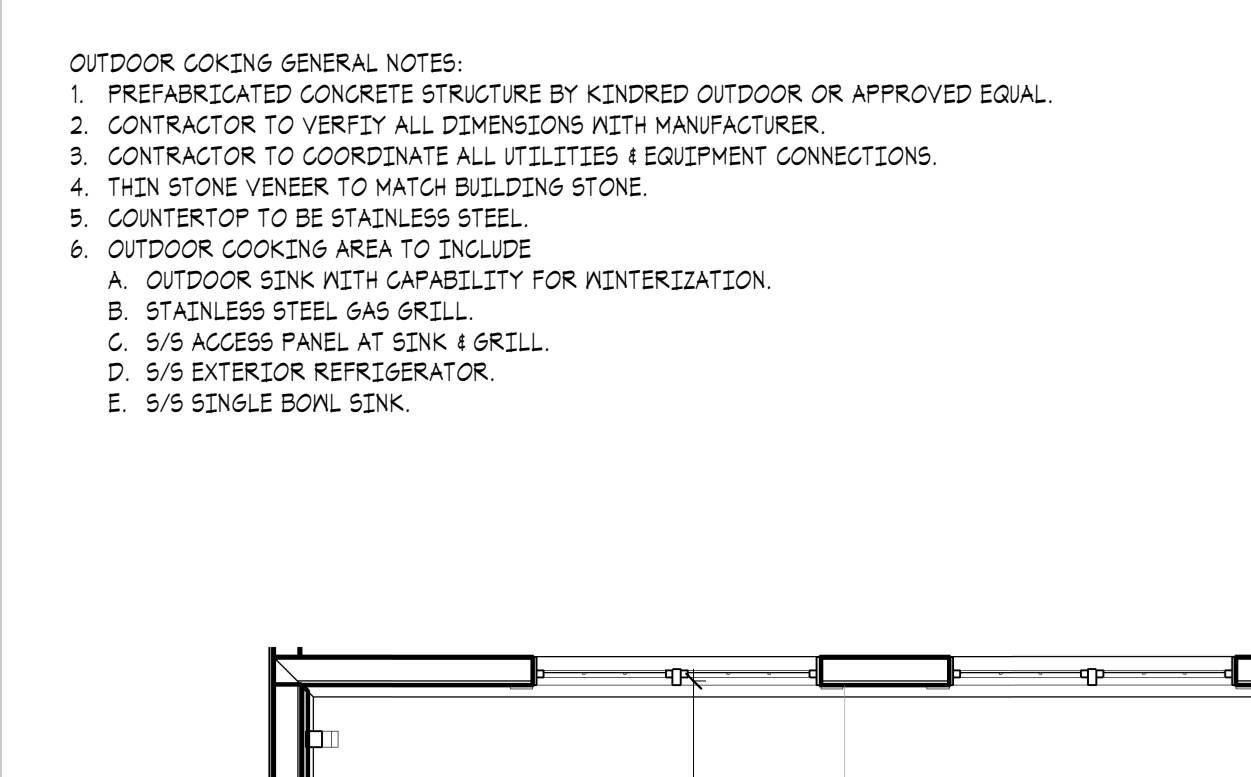 OUTDOOR COKING GENERAL NOTES:
1. PREFABRICATED CONCRETE STRUCTURE BY KINDRED OUTDOOR OR APPROVED EQUAL.
2. CONTRACTOR TO VERFIY ALL DIMENSIONS WITH MANUFACTURER.
3. CONTRACTOR TO COORDINATE ALL UTILITIES & EQUIPMENT CONNECTIONS.
4. THIN STONE VENEER TO MATCH BUILDING STONE.
5. COUNTERTOP TO BE STAINLESS STEEL.
6. OUTDOOR COOKING AREA TO INCLUDE
A. OUTDOOR SINK WITH CAPABILITY FOR WINTERIZATION.
B. STAINLESS STEEL GAS GRILL.
C. S/S ACCESS PANEL AT SINK & GRILL.
D. S/S EXTERIOR REFRIGERATOR.
E. S/S SINGLE BOWL SINK.